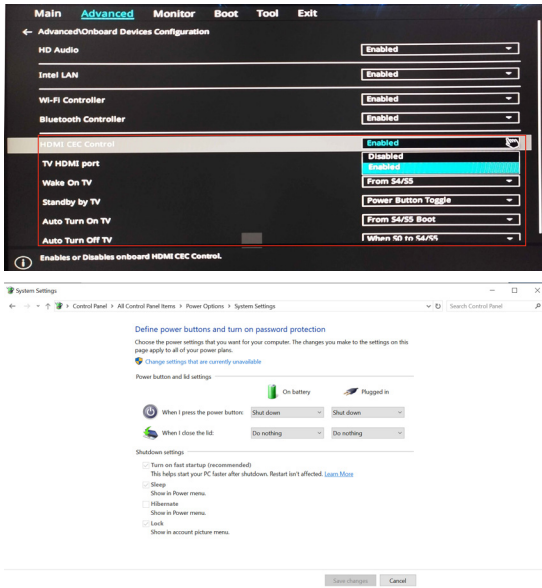 Main Advanced Monitor Boot Tool Exit
← Advanced\Onboard Devices Configuration
HD Audio Enabled
Intel LAN Enabled
Wi-Fi Controller Enabled
Bluetooth Controller Enabled
HDMI CEC Control Enabled
Disabled
TV HDMI port Enabled
Wake On TV From S4/S5
Standby by TV Power Button Toggle
Auto Turn On TV From S4/S5 Boot
Auto Turn Off TV When S0 to S4/S5
Enables or Disables onboard HDMI CEC Control.
System Settings
Control Panel > All Control Panel Items > Power Options > System Settings Search Control Panel
Define power buttons and turn on password protection
Choose the power settings that you want for your computer. The changes you make to the settings on this
page apply to all of your power plans.
Change settings that are currently unavailable
Power button and lid settings
On battery Plugged in
When I press the power button: Shut down Shut down
When I close the lid: Do nothing Do nothing
Shutdown settings
Turn on fast startup (recommended)
This helps start your PC faster after shutdown. Restart isn't affected. Learn More
Sleep
Show in Power menu.
Hibernate
Show in Power menu.
Lock
Show in account picture menu.
Save changes Cancel